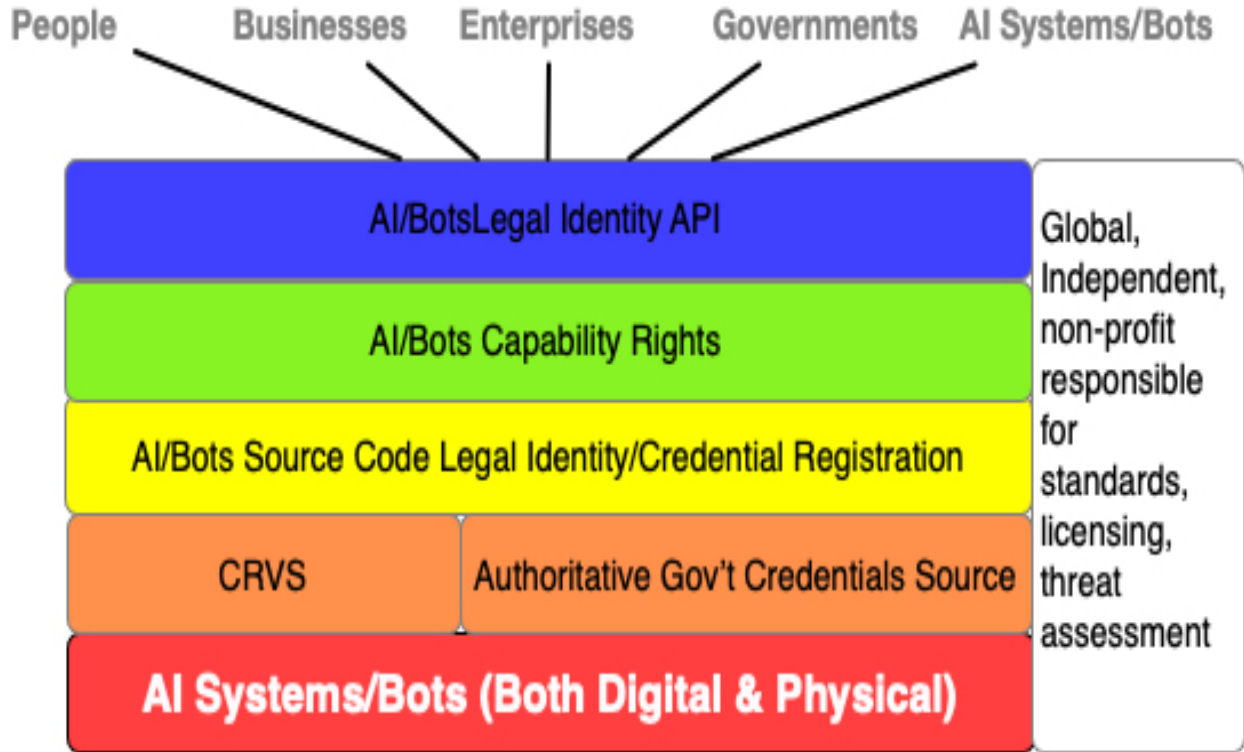 People Businesses Enterprises Governments AI Systems/Bots
AI/BotsLegal Identity API
AI/Bots Capability Rights
AI/Bots Source Code Legal Identity/Credential Registration
CRVS
Authoritative Gov't Credentials Source
AI Systems/Bots (Both Digital & Physical)
Global,
Independent,
non-profit
responsible
for
standards,
licensing,
threat
assessment